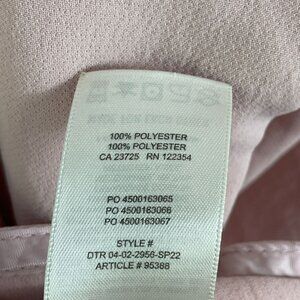 100% POLYESTER
100% POLYESTER
CA 23725 RN 122354
PO 4500163065
PO 4500163066
PO 4500163067
STYLE #
DTR 04-02-2956-SP22
ARTICLE # 95388